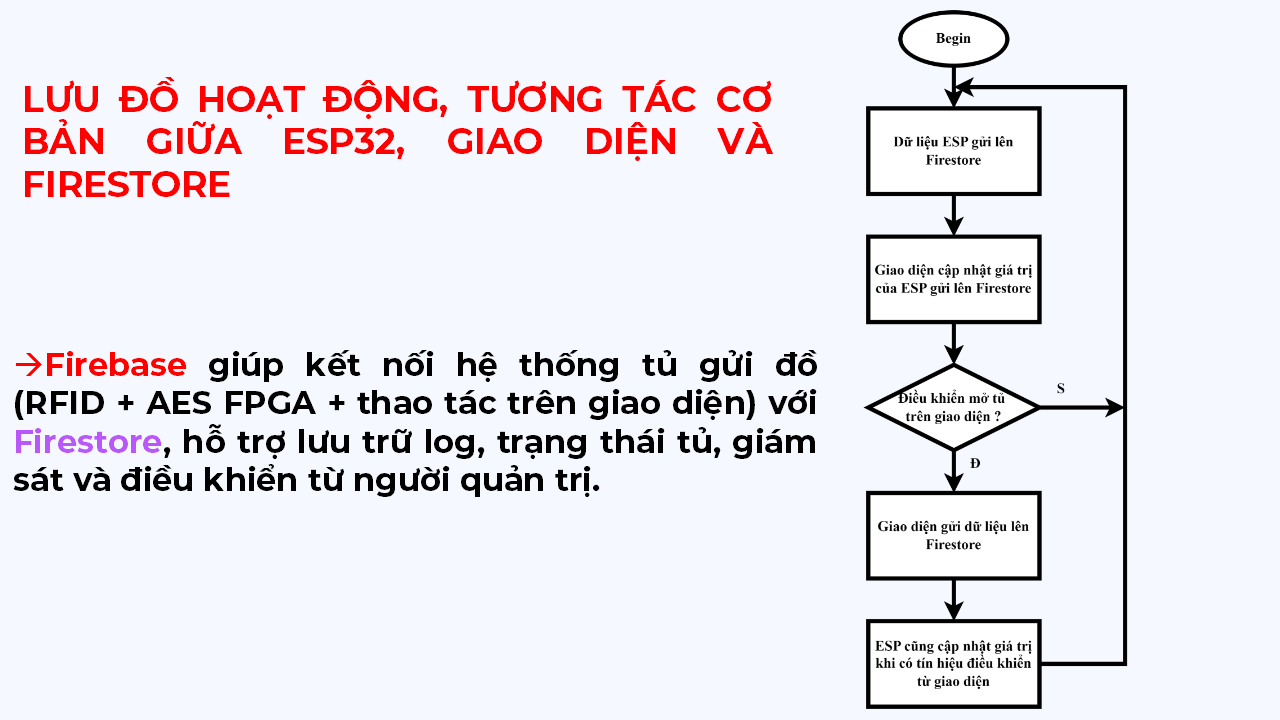 LƯU ĐỒ HOẠT ĐỘNG, TƯƠNG TÁC CƠ
BẢN GIỮA ESP32, GIAO DIỆN VÀ
FIRESTORE
→Firebase giúp kết nối hệ thống tủ gửi đồ
(RFID + AES FPGA + thao tác trên giao diện) với
Firestore, hỗ trợ lưu trữ log, trạng thái tủ, giám
sát và điều khiển từ người quản trị.
Begin
Dữ liệu ESP gửi lên
Firestore
Giao diện cập nhật giá trị
của ESP gửi lên Firestore
Điều khiển mở tủ
trên giao diện ?
S
Đ
Giao diện gửi dữ liệu lên
Firestore
ESP cũng cập nhật giá trị
khi có tín hiệu điều khiển
từ giao diện